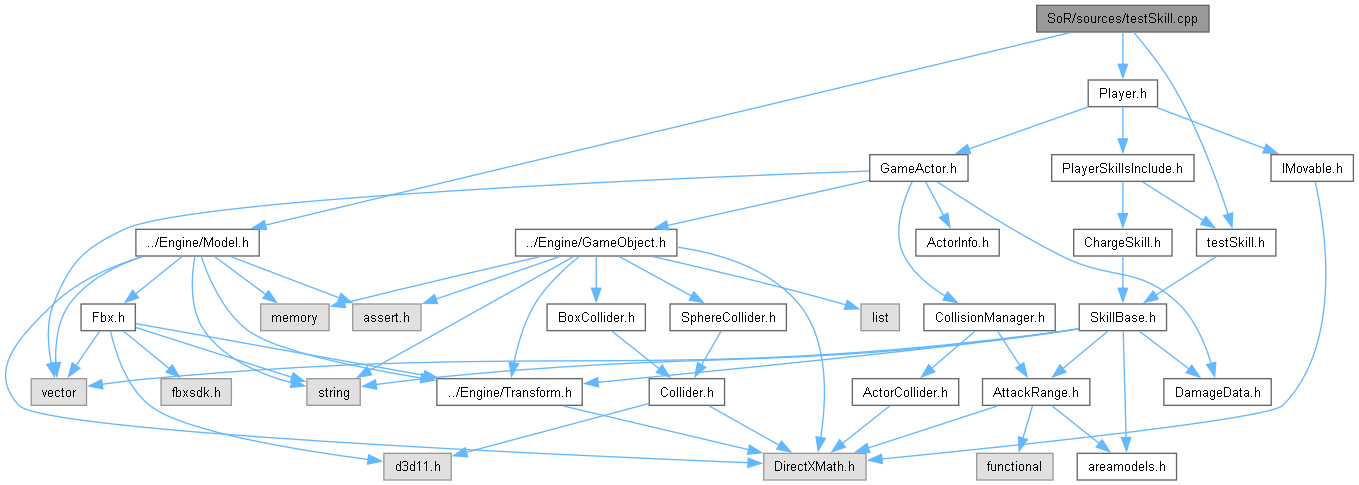 SoR/sources/testSkill.cpp
Player.h
GameActor.h
PlayerSkillsInclude.h
IMovable.h
../Engine/Model.h
../Engine/GameObject.h
ActorInfo.h
ChargeSkill.h
testSkill.h
Fbx.h
memory
assert.h
BoxCollider.h
SphereCollider.h
list
CollisionManager.h
SkillBase.h
vector
fbxsdk.h
string
../Engine/Transform.h
Collider.h
ActorCollider.h
AttackRange.h
DamageData.h
d3d11.h
DirectXMath.h
functional
areamodels.h